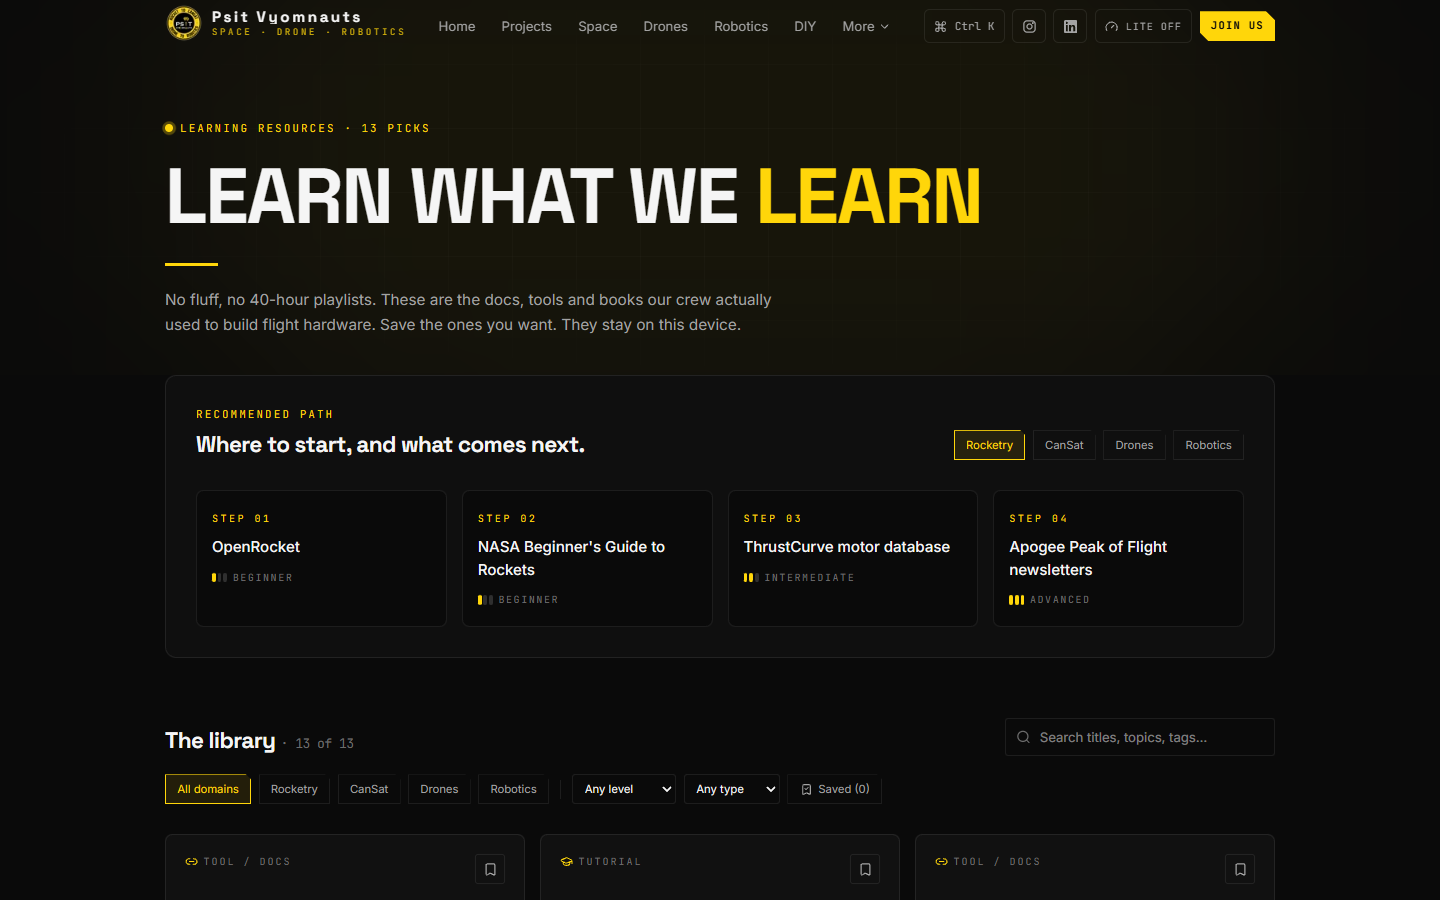 Psit Vyomnauts
SPACE · DRONE · ROBOTICS
Home
Projects
Space
Drones
Robotics
DIY
More
⌘ Ctrl K
LITE OFF
JOIN US
LEARNING RESOURCES · 13 PICKS
LEARN WHAT WE LEARN
No fluff, no 40-hour playlists. These are the docs, tools and books our crew actually
used to build flight hardware. Save the ones you want. They stay on this device.
RECOMMENDED PATH
Where to start, and what comes next.
Rocketry
CanSat
Drones
Robotics
STEP 01
OpenRocket
BEGINNER
STEP 02
NASA Beginner's Guide to
Rockets
BEGINNER
STEP 03
ThrustCurve motor database
INTERMEDIATE
STEP 04
Apogee Peak of Flight
newsletters
ADVANCED
The library · 13 of 13
Search titles, topics, tags...
All domains
Rocketry
CanSat
Drones
Robotics
Any level
Any type
Saved (0)
TOOL / DOCS
TUTORIAL
TOOL / DOCS